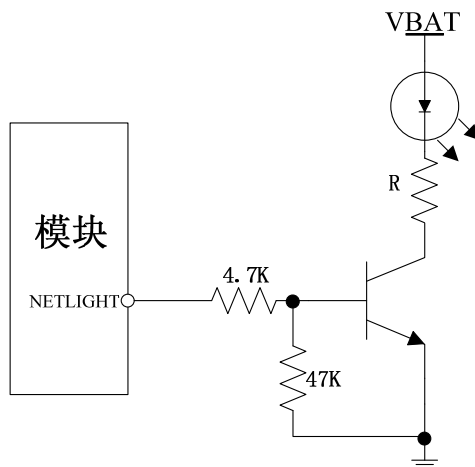 VBAT
R
模块
4.7K
NETLIGHT
47K